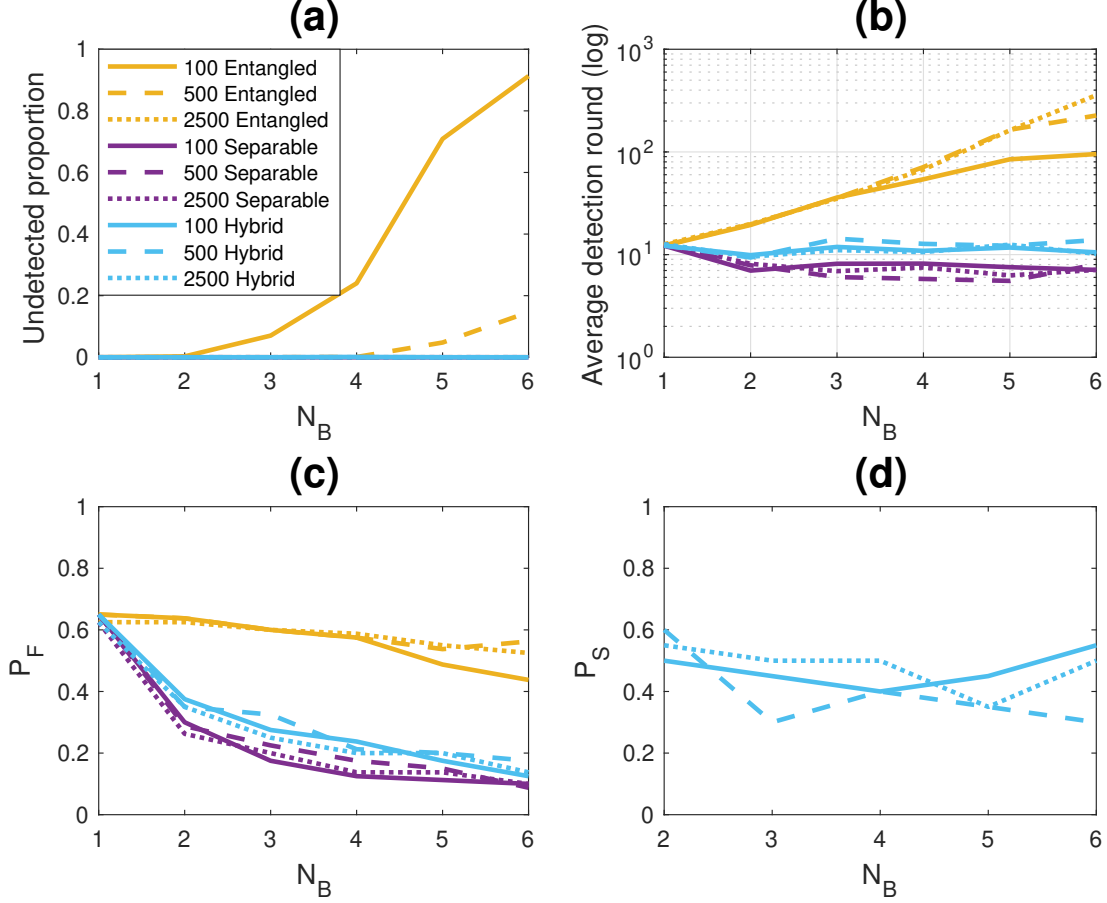 (a)
Undetected proportion
1
0.8
0.6
0.4
0.2
0
100 Entangled
500 Entangled
2500 Entangled
100 Separable
500 Separable
2500 Separable
100 Hybrid
500 Hybrid
2500 Hybrid
1 2 3 4 5 6
N_B
(b)
Average detection round (log)
10^3
10^2
10^1
10^0
1 2 3 4 5 6
N_B
(c)
P_F
1
0.8
0.6
0.4
0.2
0
1 2 3 4 5 6
N_B
(d)
P_S
1
0.8
0.6
0.4
0.2
0
2 3 4 5 6
N_B